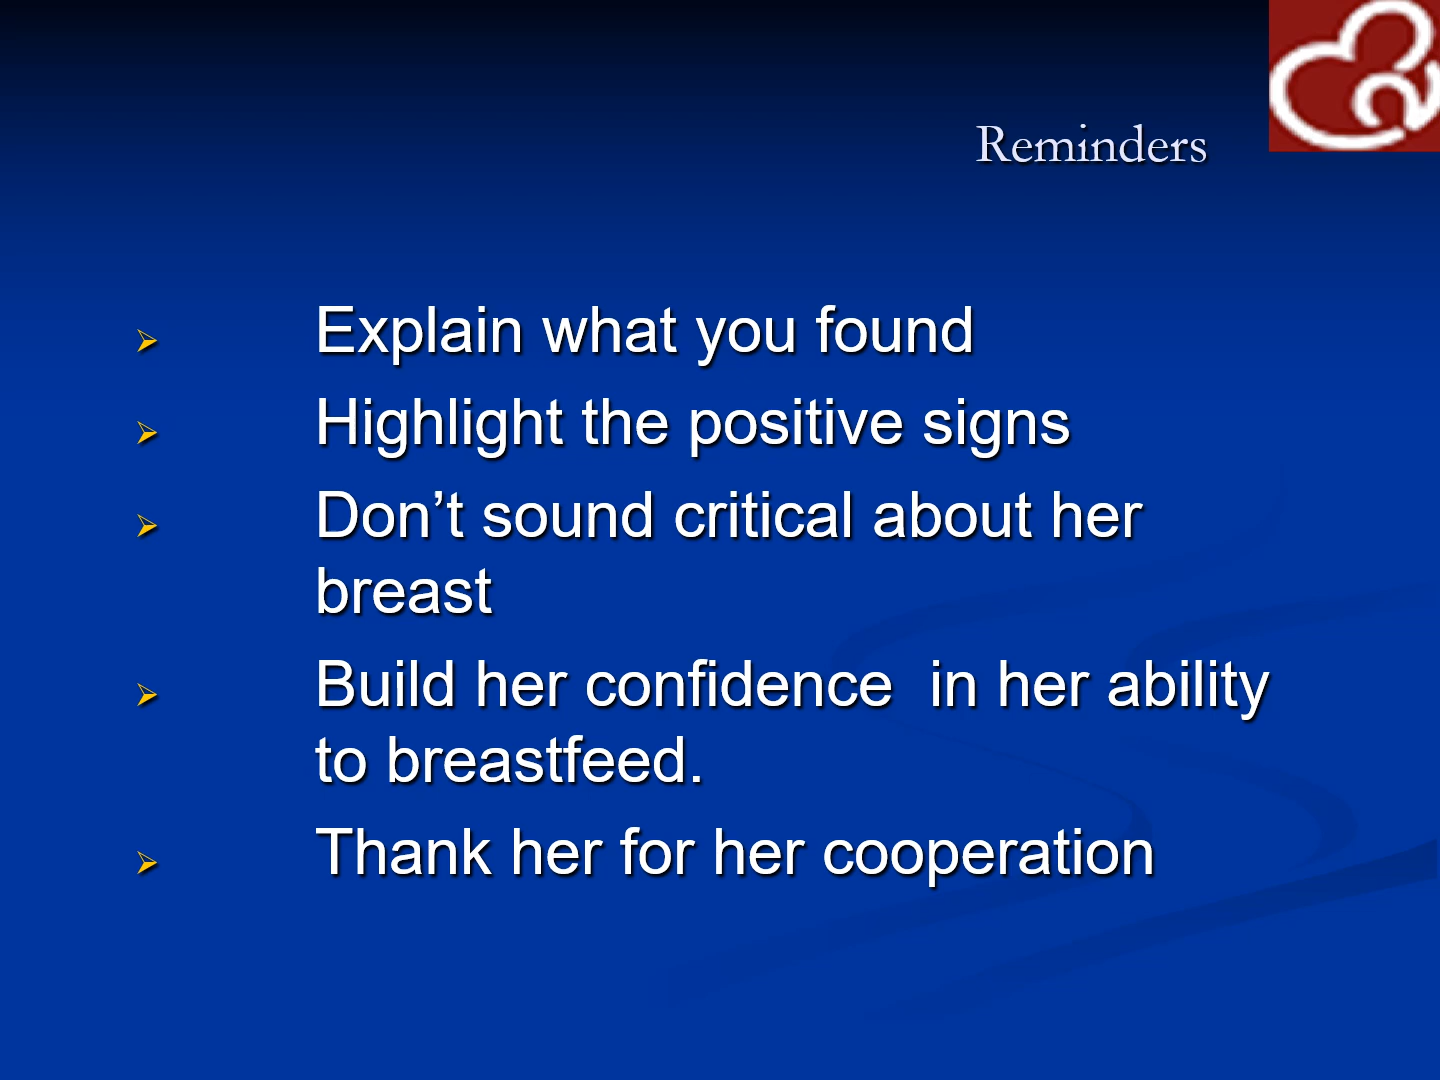 Reminders
Explain what you found
Highlight the positive signs
Don’t sound critical about her
breast
Build her confidence  in her ability
to breastfeed.
Thank her for her cooperation